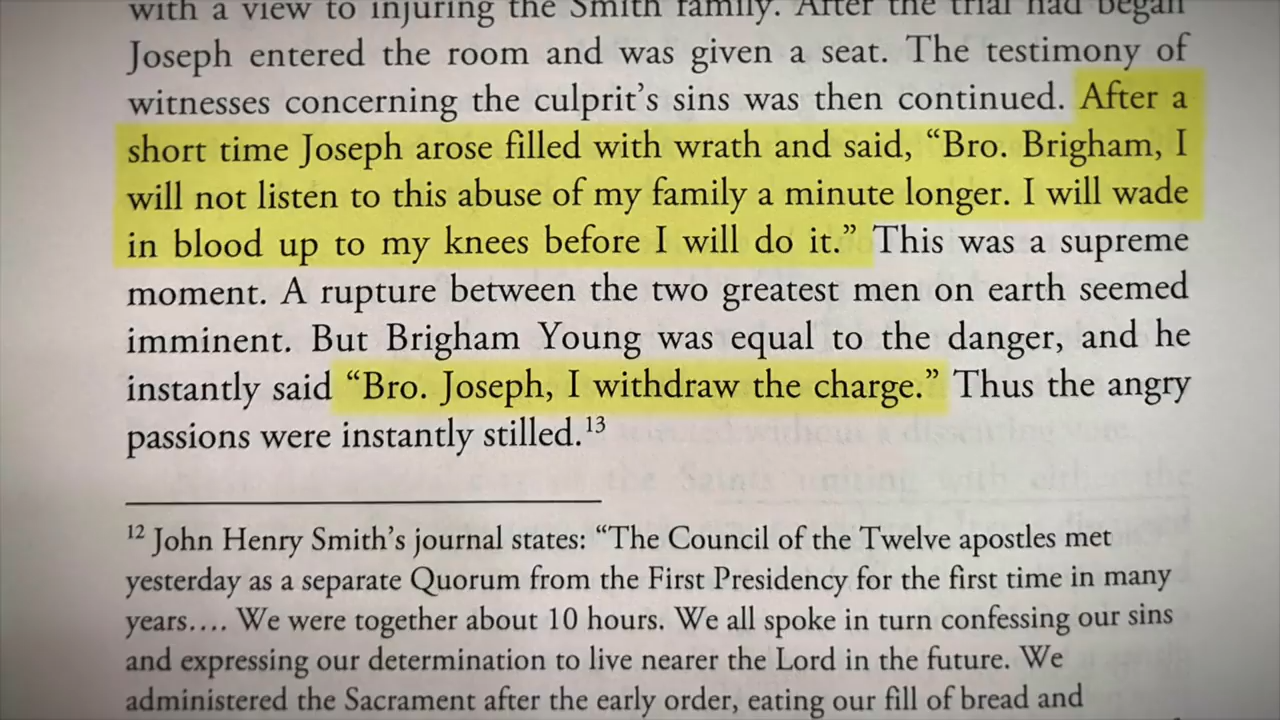 with a view to injuring the Smith family. After the trial had began
Joseph entered the room and was given a seat. The testimony of
witnesses concerning the culprit's sins was then continued. After a
short time Joseph arose filled with wrath and said, “Bro. Brigham, I
will not listen to this abuse of my family a minute longer. I will wade
in blood up to my knees before I will do it.” This was a supreme
moment. A rupture between the two greatest men on earth seemed
imminent. But Brigham Young was equal to the danger, and he
instantly said “Bro. Joseph, I withdraw the charge.” Thus the angry
passions were instantly stilled.13
12 John Henry Smith's journal states: “The Council of the Twelve apostles met
yesterday as a separate Quorum from the First Presidency for the first time in many
years.... We were together about 10 hours. We all spoke in turn confessing our sins
and expressing our determination to live nearer the Lord in the future. We
administered the Sacrament after the early order, eating our fill of bread and